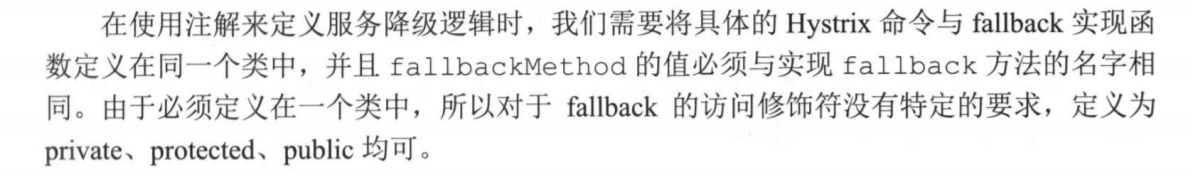 在使用注解来定义服务降级逻辑时，我们需要将具体的 Hystrix 命令与 fallback 实现函
数定义在同一个类中，并且 fallbackMethod 的值必须与实现 fallback 方法的名字相
同。由于必须定义在一个类中，所以对于 fallback 的访问修饰符没有特定的要求，定义为
private、protected、public 均可。